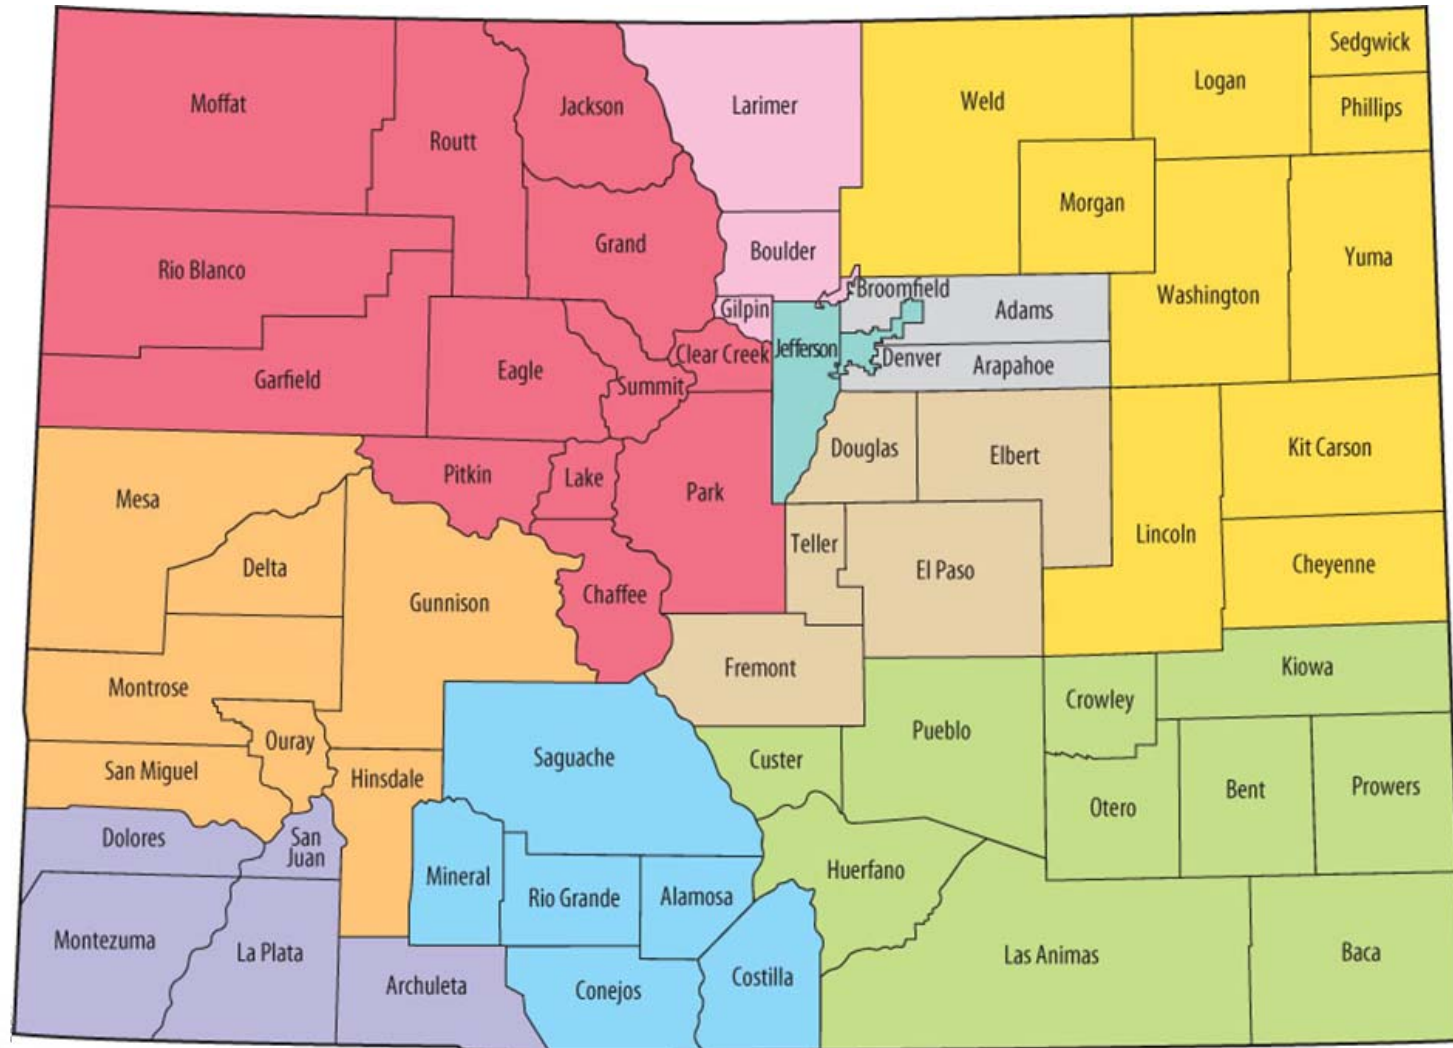 Sedgwick
Moffat
Jackson
Larimer
Weld
Logan
Phillips
Routt
Morgan
Grand
Boulder
Yuma
Rio Blanco
Broomfield
Washington
Gilpin
Adams
Clear Creek
Jefferson
Denver
Arapahoe
Eagle
Garfield
Summit
Douglas
Elbert
Kit Carson
Pitkin
Lake
Park
Mesa
Lincoln
Teller
Delta
El Paso
Cheyenne
Gunnison
Chaffee
Montrose
Fremont
Kiowa
Crowley
Ouray
Pueblo
San Miguel
Hinsdale
Saguache
Custer
Otero
Bent
Prowers
Dolores
San
Juan
Mineral
Rio Grande
Alamosa
Huerfano
Montezuma
La Plata
Archuleta
Conejos
Costilla
Las Animas
Baca